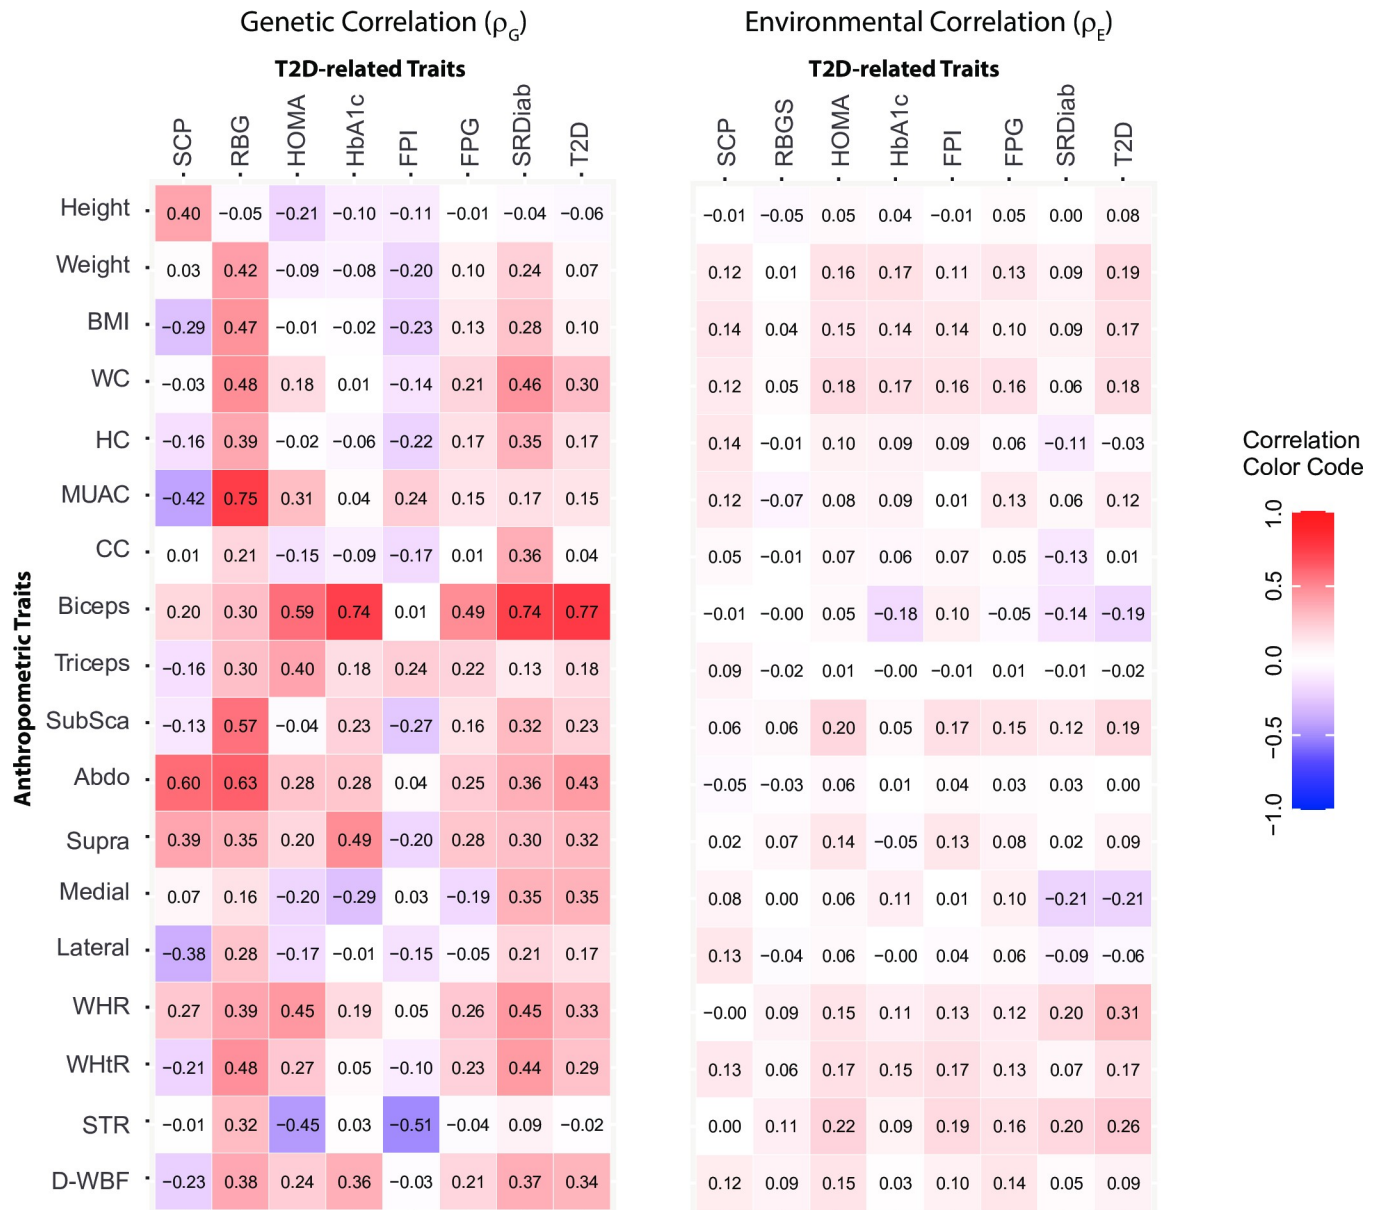 Genetic Correlation (ρG) Environmental Correlation (ρE)
T2D-related Traits T2D-related Traits
SCP RBG HOMA HbA1c FPI FPG SRDiab T2D SCP RBGS HOMA HbA1c FPI FPG SRDiab T2D
Height 0.40 −0.05 −0.21 −0.10 −0.11 −0.01 −0.04 −0.06 −0.01 −0.05 0.05 0.04 −0.01 0.05 0.00 0.08
Weight 0.03 0.42 −0.09 −0.08 −0.20 0.10 0.24 0.07 0.12 0.01 0.16 0.17 0.11 0.13 0.09 0.19
BMI −0.29 0.47 −0.01 −0.02 −0.23 0.13 0.28 0.10 0.14 0.04 0.15 0.14 0.14 0.10 0.09 0.17
WC −0.03 0.48 0.18 0.01 −0.14 0.21 0.46 0.30 0.12 0.05 0.18 0.17 0.16 0.16 0.06 0.18
HC −0.16 0.39 −0.02 −0.06 −0.22 0.17 0.35 0.17 0.14 −0.01 0.10 0.09 0.09 0.06 −0.11 −0.03
MUAC −0.42 0.75 0.31 0.04 0.24 0.15 0.17 0.15 0.12 −0.07 0.08 0.09 0.01 0.13 0.06 0.12
CC 0.01 0.21 −0.15 −0.09 −0.17 0.01 0.36 0.04 0.05 −0.01 0.07 0.06 0.07 0.05 −0.13 0.01
Biceps 0.20 0.30 0.59 0.74 0.01 0.49 0.74 0.77 −0.01 −0.00 0.05 −0.18 0.10 −0.05 −0.14 −0.19
Triceps −0.16 0.30 0.40 0.18 0.24 0.22 0.13 0.18 0.09 −0.02 0.01 −0.00 −0.01 0.01 −0.01 −0.02
SubSca −0.13 0.57 −0.04 0.23 −0.27 0.16 0.32 0.23 0.06 0.06 0.20 0.05 0.17 0.15 0.12 0.19
Abdo 0.60 0.63 0.28 0.28 0.04 0.25 0.36 0.43 −0.05 −0.03 0.06 0.01 0.04 0.03 0.03 0.00
Supra 0.39 0.35 0.20 0.49 −0.20 0.28 0.30 0.32 0.02 0.07 0.14 −0.05 0.13 0.08 0.02 0.09
Medial 0.07 0.16 −0.20 −0.29 0.03 −0.19 0.35 0.35 0.08 0.00 0.06 0.11 0.01 0.10 −0.21 −0.21
Lateral −0.38 0.28 −0.17 −0.01 −0.15 −0.05 0.21 0.17 0.13 −0.04 0.06 −0.00 0.04 0.06 −0.09 −0.06
WHR 0.27 0.39 0.45 0.19 0.05 0.26 0.45 0.33 −0.00 0.09 0.15 0.11 0.13 0.12 0.20 0.31
WHtR −0.21 0.48 0.27 0.05 −0.10 0.23 0.44 0.29 0.13 0.06 0.17 0.15 0.17 0.13 0.07 0.17
STR −0.01 0.32 −0.45 0.03 −0.51 −0.04 0.09 −0.02 0.00 0.11 0.22 0.09 0.19 0.16 0.20 0.26
D-WBF −0.23 0.38 0.24 0.36 −0.03 0.21 0.37 0.34 0.12 0.09 0.15 0.03 0.10 0.14 0.05 0.09
Anthropometric Traits
Correlation
Color Code
1.0
0.5
0.0
−0.5
−1.0